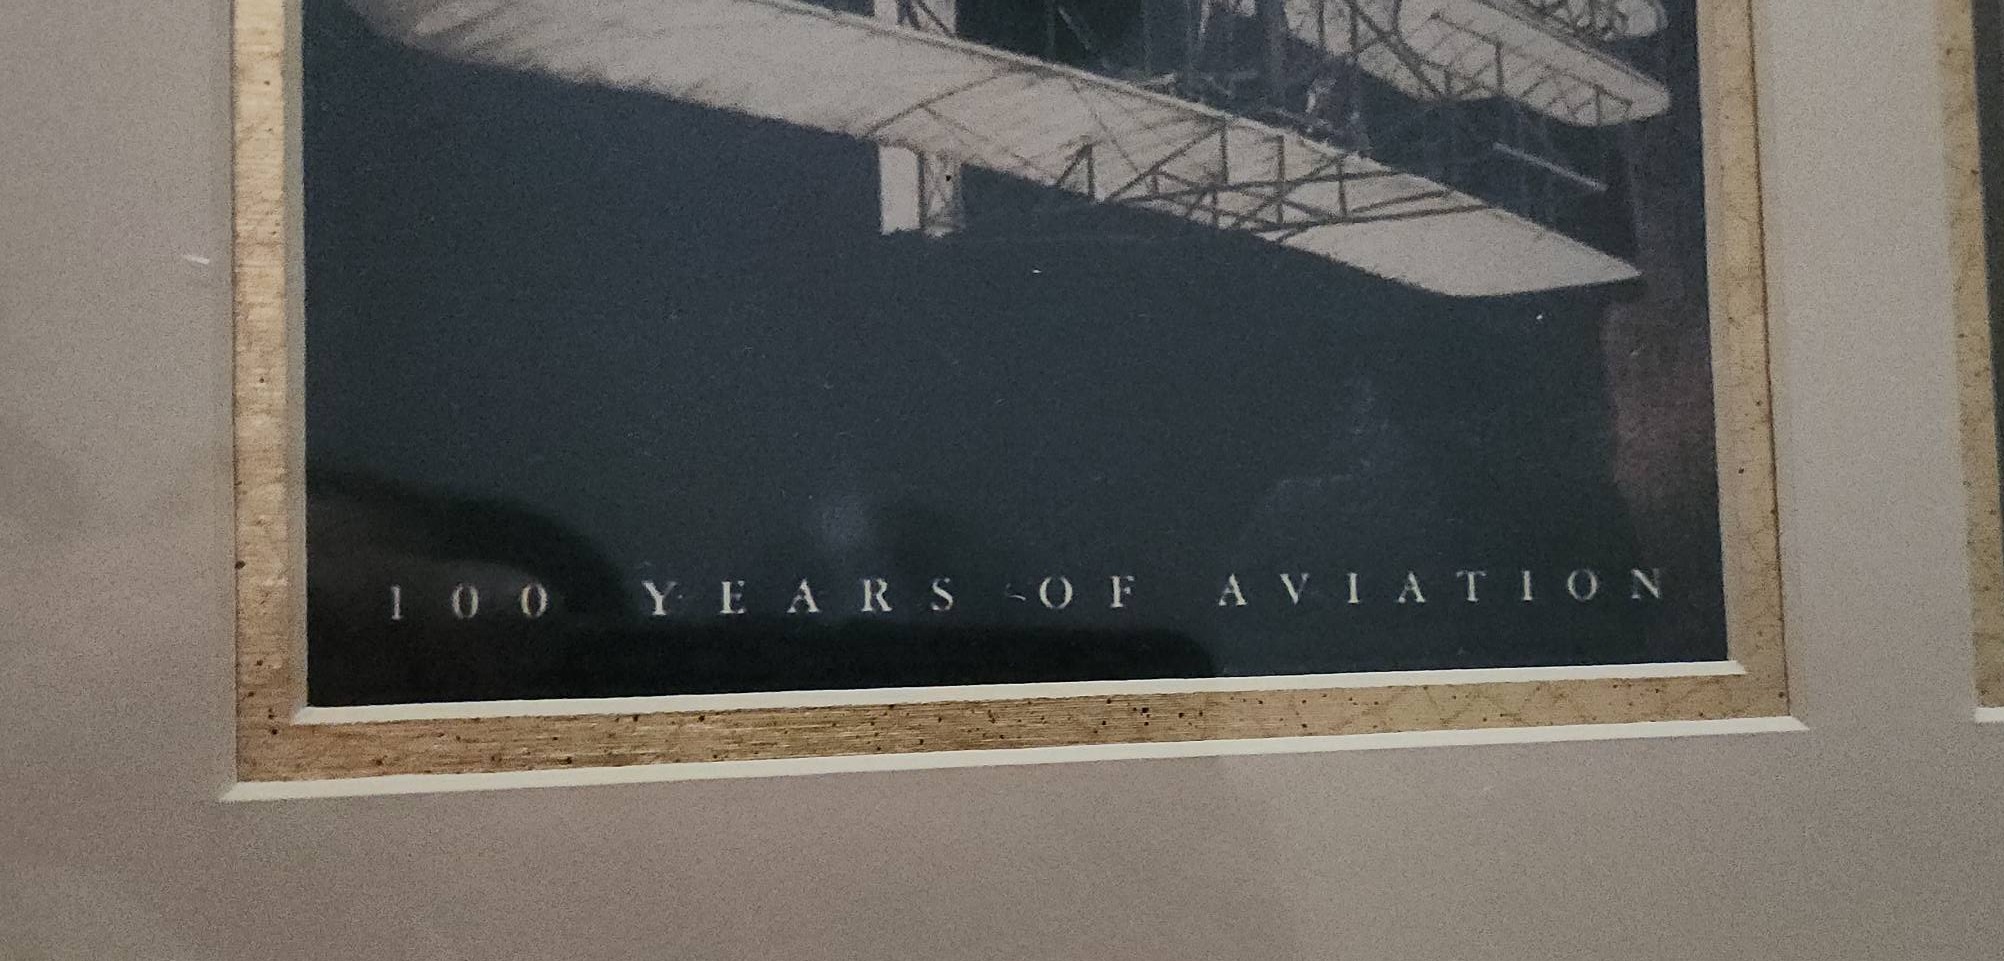 100 YEARS OF AVIATION